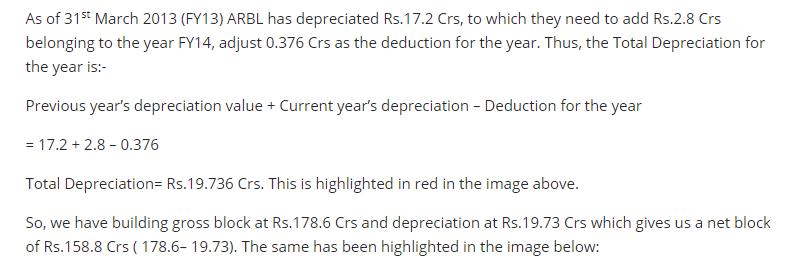 As of 31st March 2013 (FY13) ARBL has depreciated Rs.17.2 Crs, to which they need to add Rs.2.8 Crs
belonging to the year FY14, adjust 0.376 Crs as the deduction for the year. Thus, the Total Depreciation for
the year is:-
Previous year's depreciation value + Current year's depreciation – Deduction for the year
= 17.2 + 2.8 – 0.376
Total Depreciation= Rs.19.736 Crs. This is highlighted in red in the image above.
So, we have building gross block at Rs.178.6 Crs and depreciation at Rs.19.73 Crs which gives us a net block
of Rs.158.8 Crs ( 178.6– 19.73). The same has been highlighted in the image below: